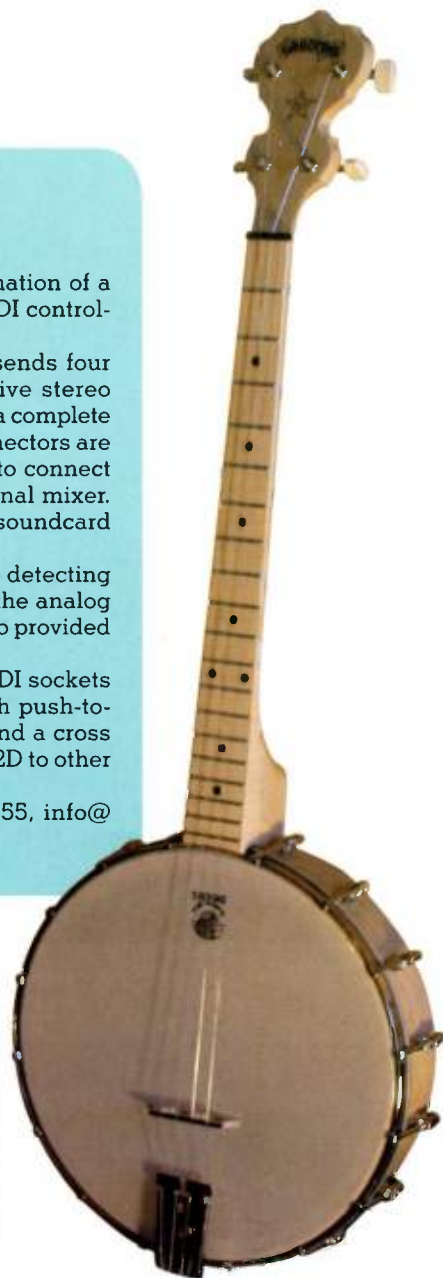 nation of a
DI control-
sends four
ive stereo
a complete
nectors are
to connect
nal mixer.
soundcard
detecting
the analog
o provided
DI sockets
h push-to-
nd a cross
2D to other
55, info@